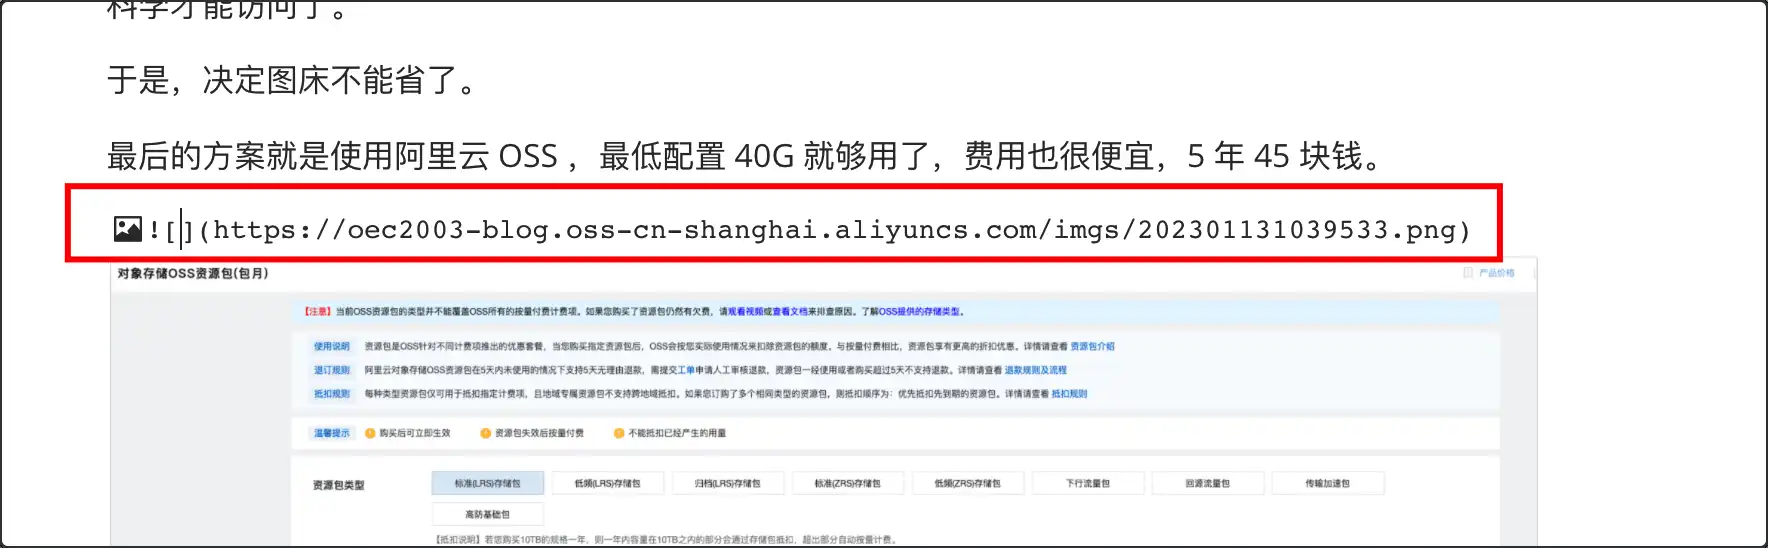 科学才能访问了。
于是，决定图床不能省了。
最后的方案就是使用阿里云 OSS ，最低配置 40G 就够用了，费用也很便宜，5 年 45 块钱。
![](https://oec2003-blog.oss-cn-shanghai.aliyuncs.com/imgs/202301131039533.png)
对象存储OSS资源包(包月)
产品价格
【注意】当前OSS资源包的类型并不能覆盖OSS所有的按量付费计费项。如果您购买了资源包仍然有欠费，请观看视频或查看文档来排查原因。了解OSS提供的存储类型。
使用说明 资源包是OSS针对不同计费项推出的优惠套餐，当您购买指定资源包后，OSS会按您实际使用情况来扣除资源包的额度。与按量付费相比，资源包享有更高的折扣优惠。详情请查看 资源包介绍
退订规则 阿里云对象存储OSS资源包在5天内未使用的情况下支持5天无理由退款，需提交工单申请人工审核退款，资源包一经使用或者购买超过5天不支持退款。详情请查看 退款规则及流程
抵扣规则 每种类型资源包仅可用于抵扣指定计费项，且地域专属资源包不支持跨地域抵扣。如果您订购了多个相同类型的资源包，则抵扣顺序为：优先抵扣先到期的资源包。详情请查看 抵扣规则
温馨提示 购买后可立即生效 资源包失效后按量付费 不能抵扣已经产生的用量
资源包类型 标准(LRS)存储包 低频(LRS)存储包 归档(LRS)存储包 标准(ZRS)存储包 低频(ZRS)存储包 下行流量包 回源流量包 传输加速包
高防基础包
【抵扣说明】若您购买10TB的规格一年，则一年内容量在10TB之内的部分会通过存储包抵扣，超出部分自动按量计费。